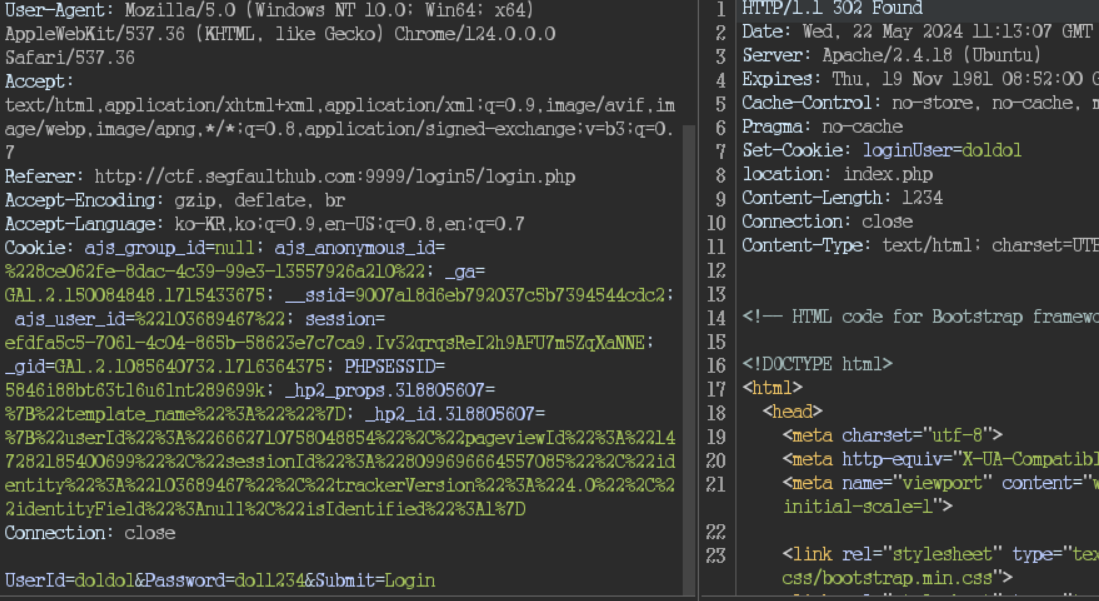 User-Agent: Mozilla/5.0 (Windows NT 10.0; Win64; x64)
AppleWebKit/537.36 (KHTML, like Gecko) Chrome/124.0.0.0
Safari/537.36
Accept:
text/html,application/xhtml+xml,application/xml;q=0.9,image/avif,im
age/webp,image/apng,*/*;q=0.8,application/signed-exchange;v=b3;q=0.
7
Referer: http://ctf.segfaulthub.com:9999/login5/login.php
Accept-Encoding: gzip, deflate, br
Accept-Language: ko-KR,ko;q=0.9,en-US;q=0.8,en;q=0.7
Cookie: ajs_group_id=null; ajs_anonymous_id=
%228ce062fe-8dac-4c39-99e3-13557926a210%22; _ga=
GA1.2.150084848.1715433675; __ssid=9007a18d6eb792037c5b7394544cdc2;
ajs_user_id=%22103689467%22; session=
efdfa5c5-7061-4c04-865b-58623e7c7ca9.Iv32qrqsReI2h9AFU7m5ZqXaNNE;
_gid=GA1.2.1085640732.1716364375; PHPSESSID=
5846i88bt63t16u61nt289699k; _hp2_props.318805607=
%7B%22template_name%22%3A%22%22%7D; _hp2_id.318805607=
%7B%22userId%22%3A%226662710758048854%22%2C%22pageviewId%22%3A%2214
7282185400699%22%2C%22sessionId%22%3A%228099696664557085%22%2C%22id
entity%22%3A%22103689467%22%2C%22trackerVersion%22%3A%224.0%22%2C%2
2identityField%22%3Anull%2C%22isIdentified%22%3A1%7D
Connection: close
UserId=doldol&Password=doll234&Submit=Login
1 HTTP/1.1 302 Found
2 Date: Wed, 22 May 2024 11:13:07 GMT
3 Server: Apache/2.4.18 (Ubuntu)
4 Expires: Thu, 19 Nov 1981 08:52:00 G
5 Cache-Control: no-store, no-cache, m
6 Pragma: no-cache
7 Set-Cookie: loginUser=doldol
8 location: index.php
9 Content-Length: 1234
10 Connection: close
11 Content-Type: text/html; charset=UTF
12
13
14 <!-- HTML code for Bootstrap framewo
15
16 <!DOCTYPE html>
17 <html>
18 <head>
19 <meta charset="utf-8">
20 <meta http-equiv="X-UA-Compatibl
21 <meta name="viewport" content="w
initial-scale=1">
22
23 <link rel="stylesheet" type="tex
css/bootstrap.min.css">